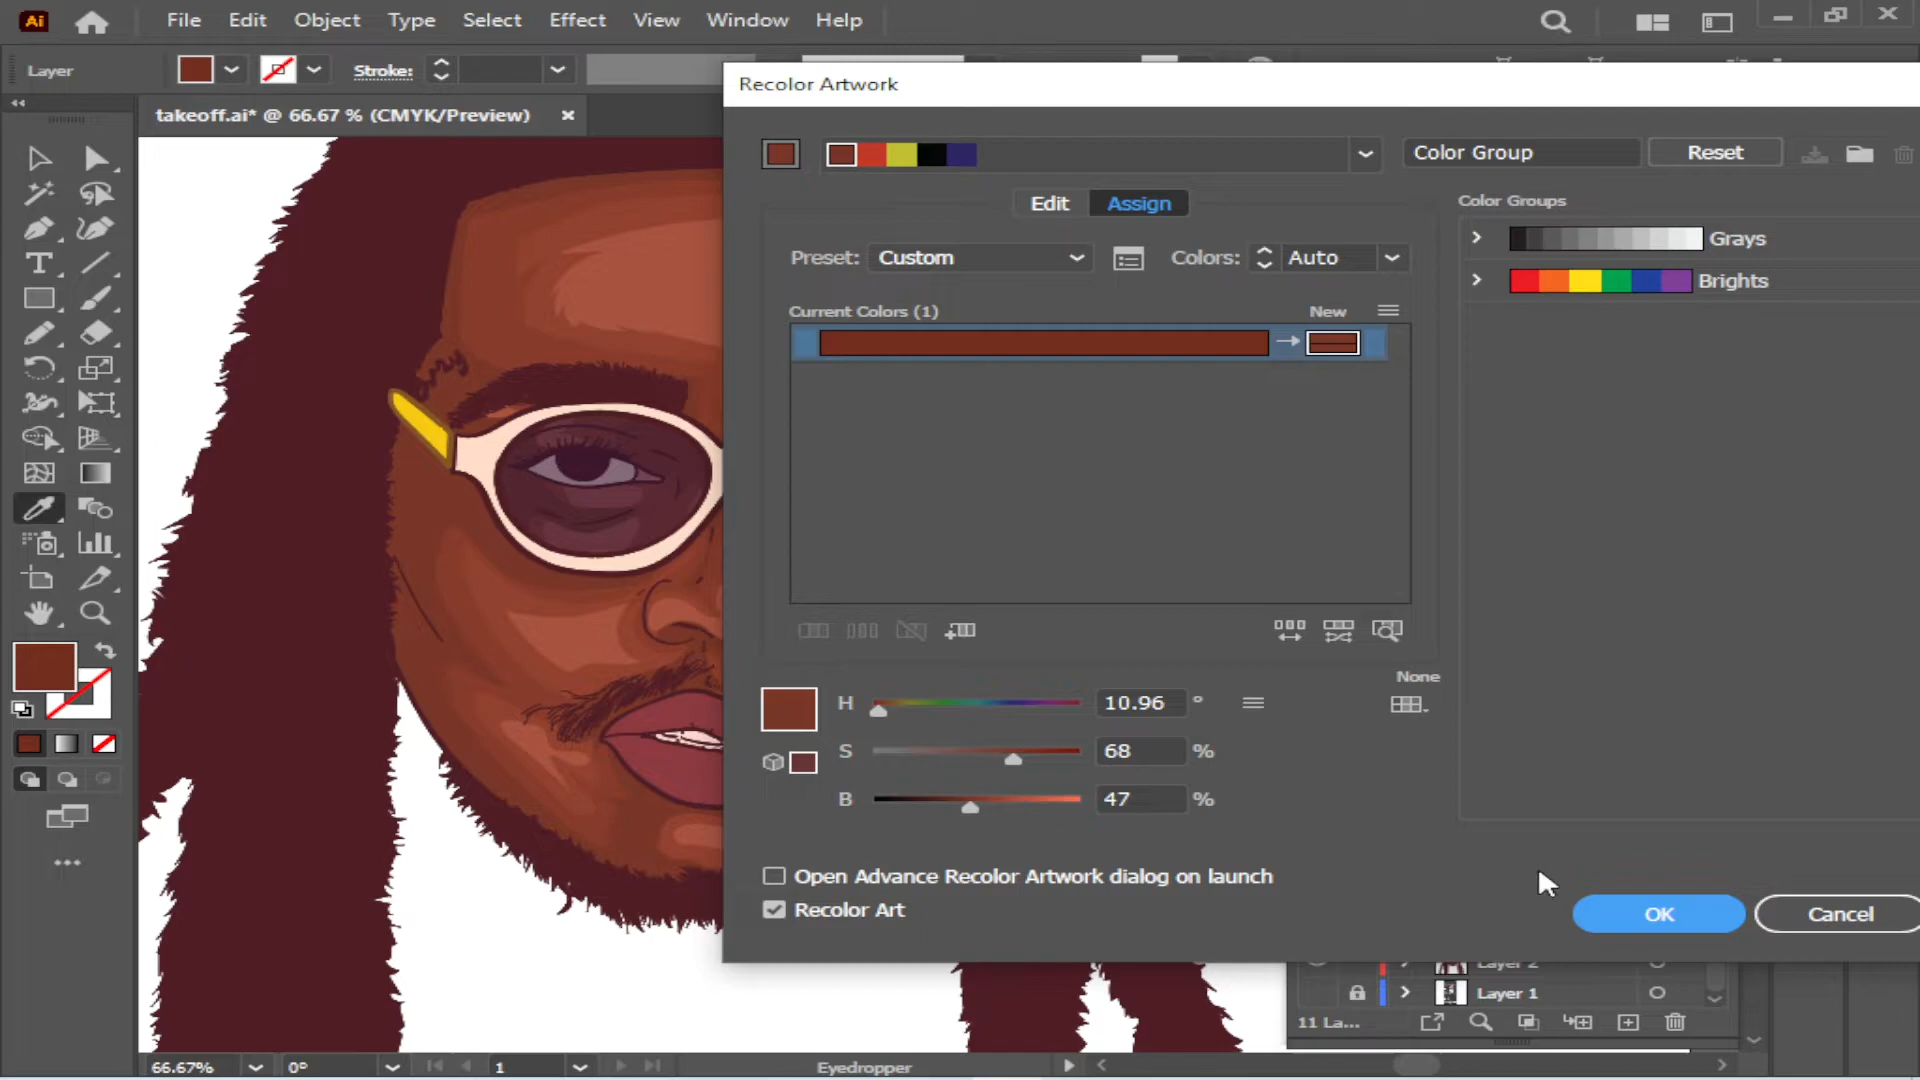 Ai File Edit Object Type Select Effect View Window Help
Layer Stroke:
Recolor Artwork
takeoff.ai* @ 66.67 % (CMYK/Preview)
Color Group Reset
Edit Assign
Color Groups
Grays
Preset: Custom Colors: Auto
Brights
Current Colors (1) New
None
H 10.96 °
S 68 %
B 47 %
Open Advance Recolor Artwork dialog on launch
Recolor Art
OK Cancel
Layer 2
Layer 1
11 La...
66.67% 0° 1 Eyedropper